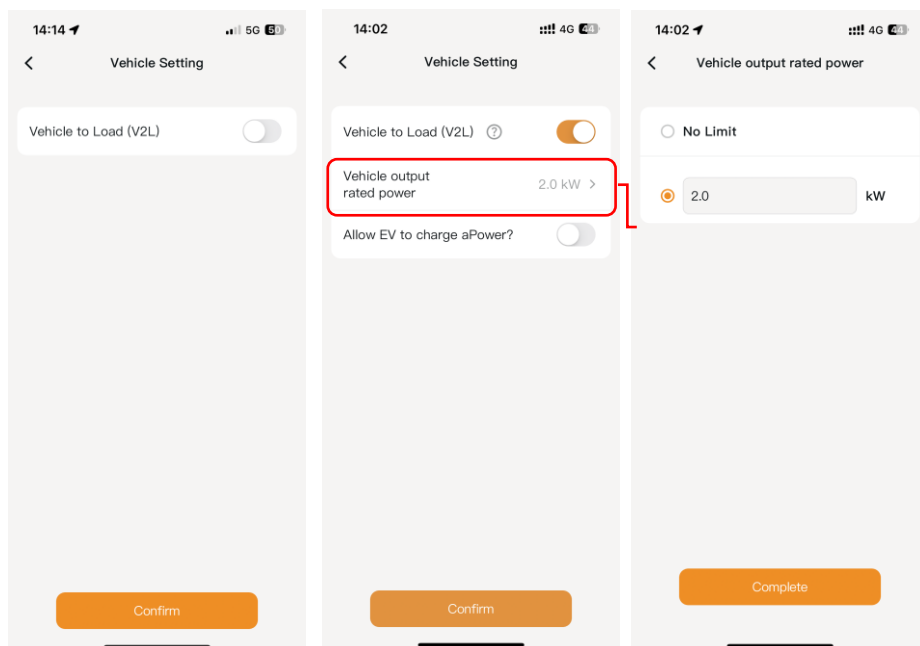 14:14
5G 50
Vehicle Setting
Vehicle to Load (V2L)
Confirm
14:02
4G 44
Vehicle Setting
Vehicle to Load (V2L) ?
Vehicle output
rated power
2.0 kW
Allow EV to charge aPower?
Confirm
14:02
4G 44
Vehicle output rated power
No Limit
2.0
kW
Complete